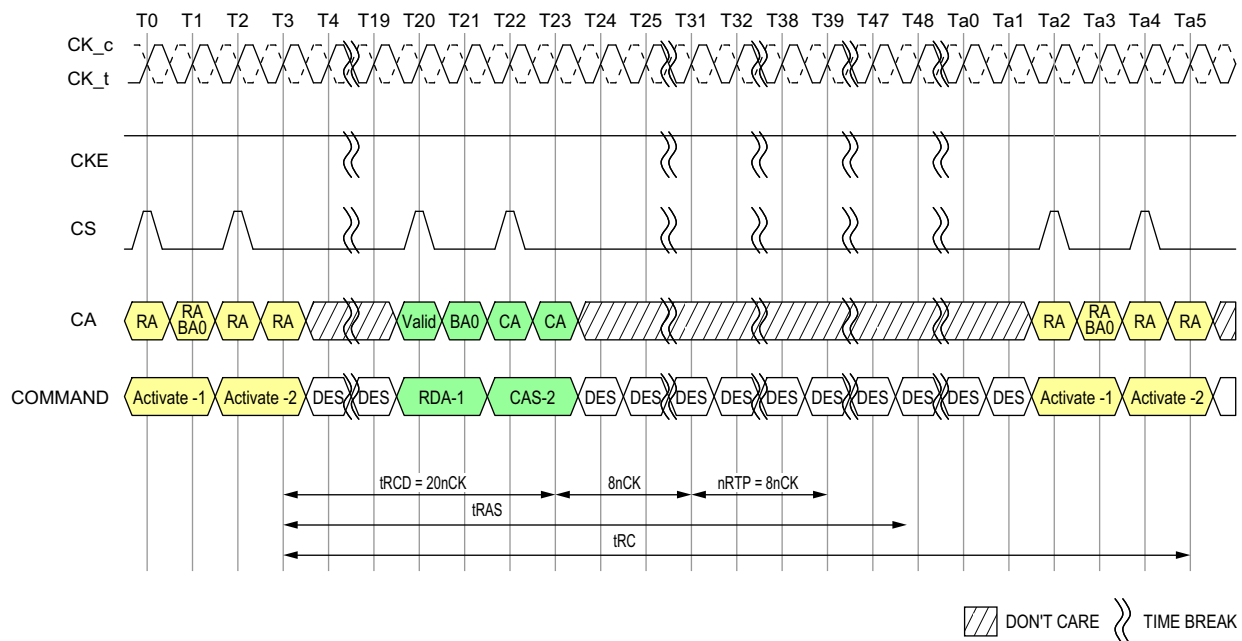 T0 T1 T2 T3 T4 T19 T20 T21 T22 T23 T24 T25 T31 T32 T38 T39 T47 T48 Ta0 Ta1 Ta2 Ta3 Ta4 Ta5
CK_c
CK_t
CKE
CS
CA RA RA BA0 RA RA Valid BA0 CA CA RA RA BA0 RA RA
COMMAND Activate -1 Activate -2 DES DES RDA-1 CAS-2 DES DES DES DES DES DES DES DES DES DES Activate -1 Activate -2
tRCD = 20nCK 8nCK nRTP = 8nCK
tRAS
tRC
DON'T CARE TIME BREAK